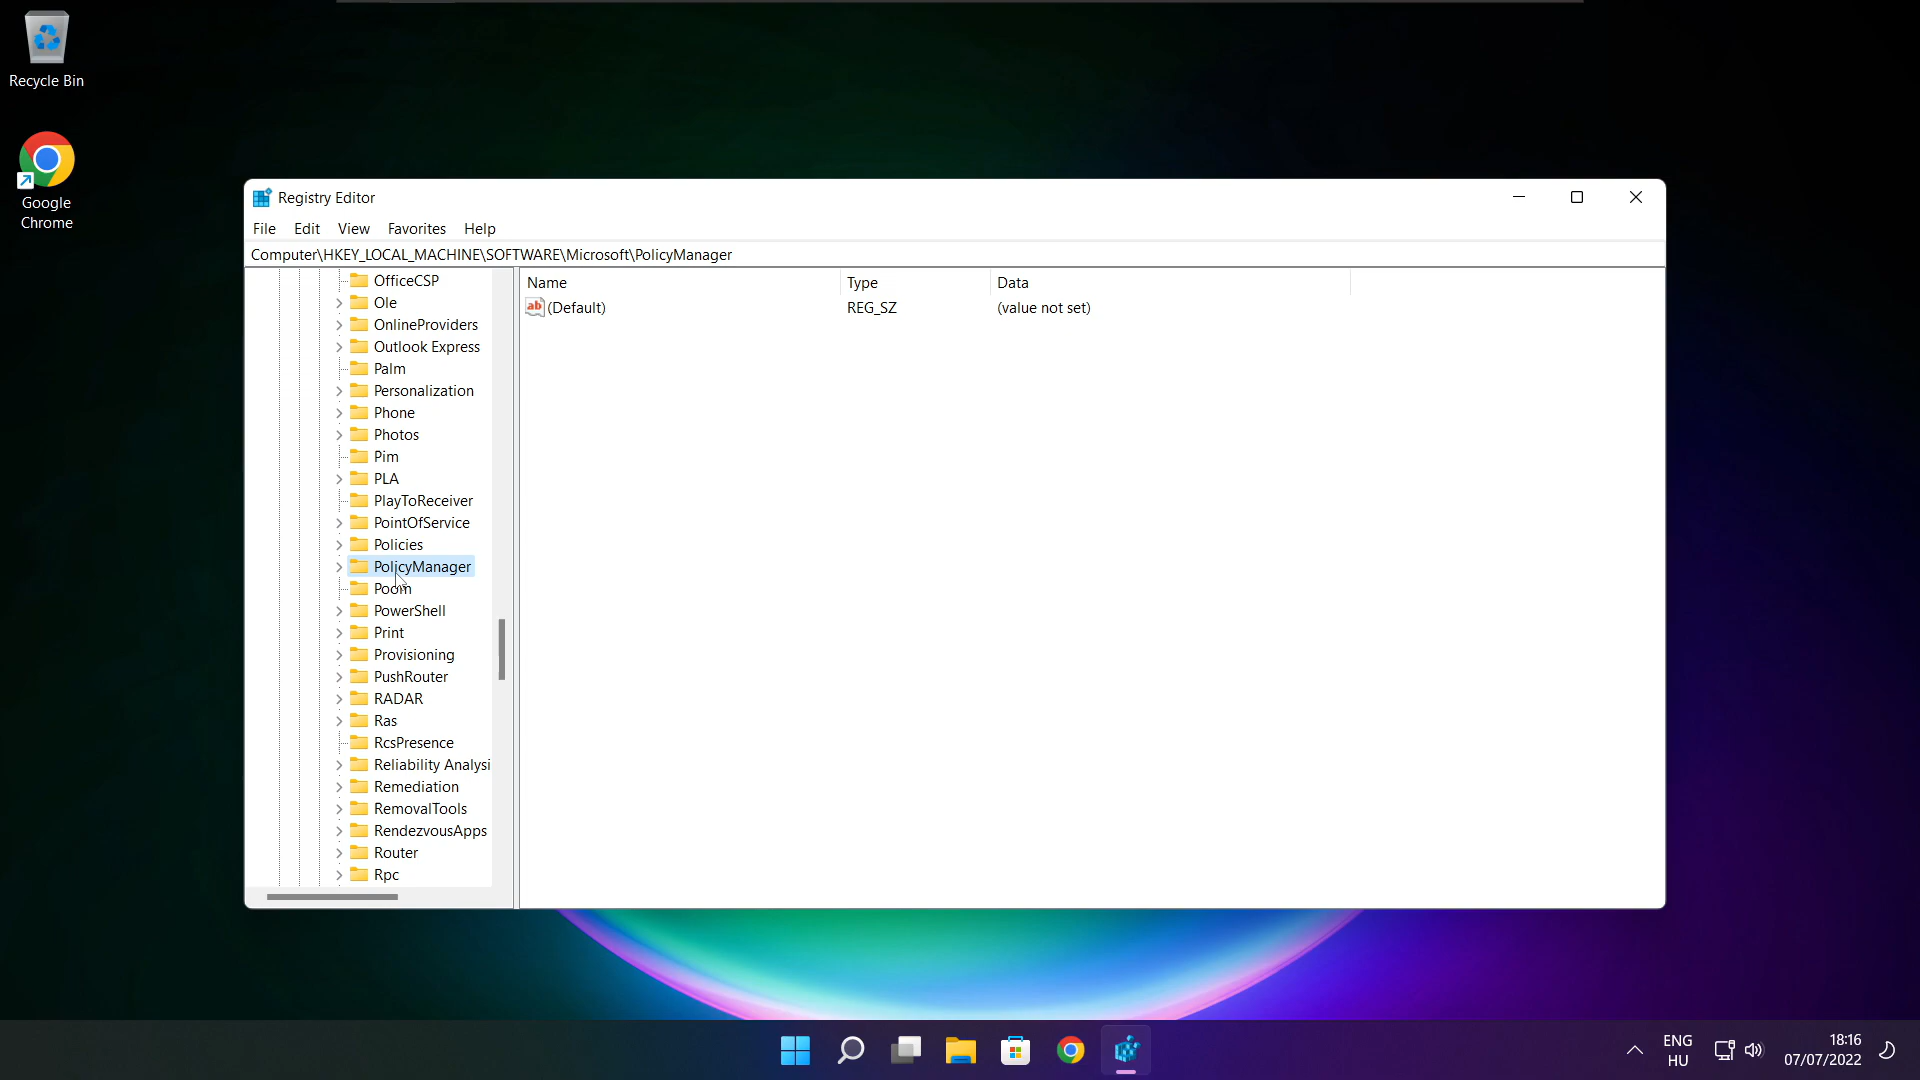 Recycle Bin
Google
Chrome
Registry Editor
File Edit View Favorites Help
Computer\HKEY_LOCAL_MACHINE\SOFTWARE\Microsoft\PolicyManager
OfficeCSP
Ole
OnlineProviders
Outlook Express
Palm
Personalization
Phone
Photos
Pim
PLA
PlayToReceiver
PointOfService
Policies
PolicyManager
Poom
PowerShell
Print
Provisioning
PushRouter
RADAR
Ras
RcsPresence
Reliability Analysi
Remediation
RemovalTools
RendezvousApps
Router
Rpc
Name Type Data
ab (Default) REG_SZ (value not set)
ENG
HU
18:16
07/07/2022